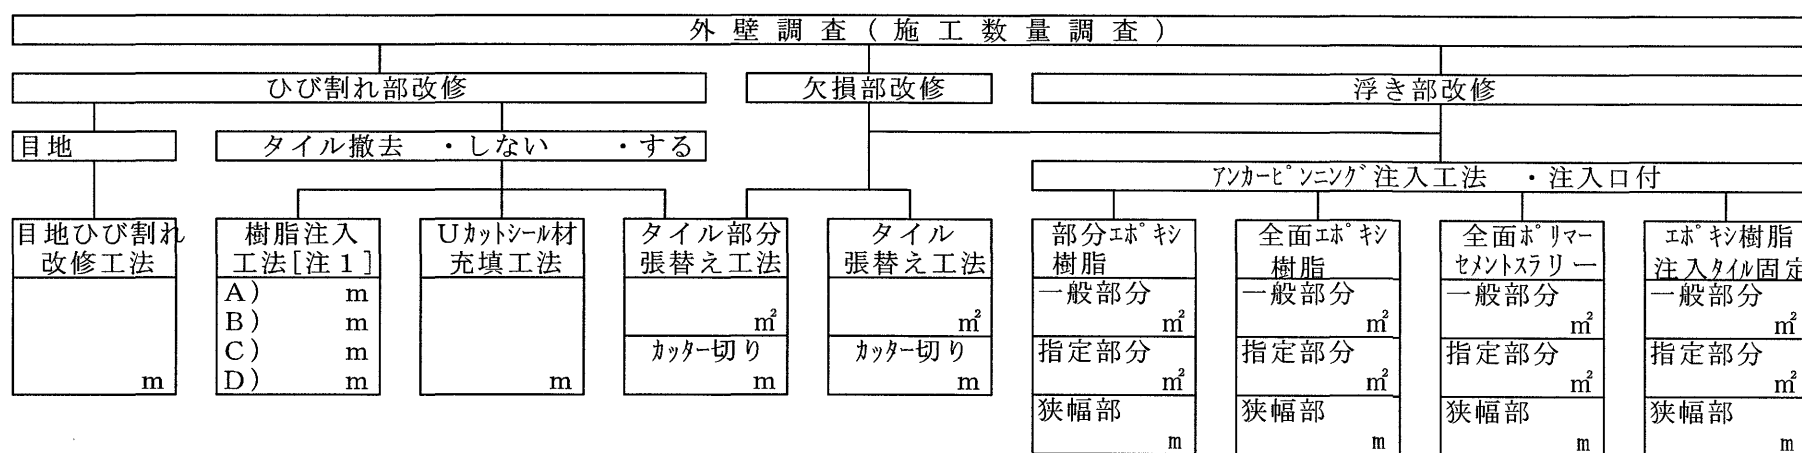 外壁調査(施工数量調査)
ひび割れ部改修
欠損部改修
浮き部改修
目地
タイル撤去 ・しない ・する
アンカーピンニング注入工法 ・注入口付
目地ひび割れ
改修工法
m
樹脂注入
工法[注1]
A) m
B) m
C) m
D) m
Uカットシール材
充填工法
m
タイル部分
張替え工法
㎡
カッター切り
m
タイル
張替え工法
㎡
カッター切り
m
部分エポキシ
樹脂
一般部分
㎡
指定部分
㎡
狭幅部
m
全面エポキシ
樹脂
一般部分
㎡
指定部分
㎡
狭幅部
m
全面ポリマー
セメントスラリー
一般部分
㎡
指定部分
㎡
狭幅部
m
エポキシ樹脂
注入タイル固定
一般部分
㎡
指定部分
㎡
狭幅部
m